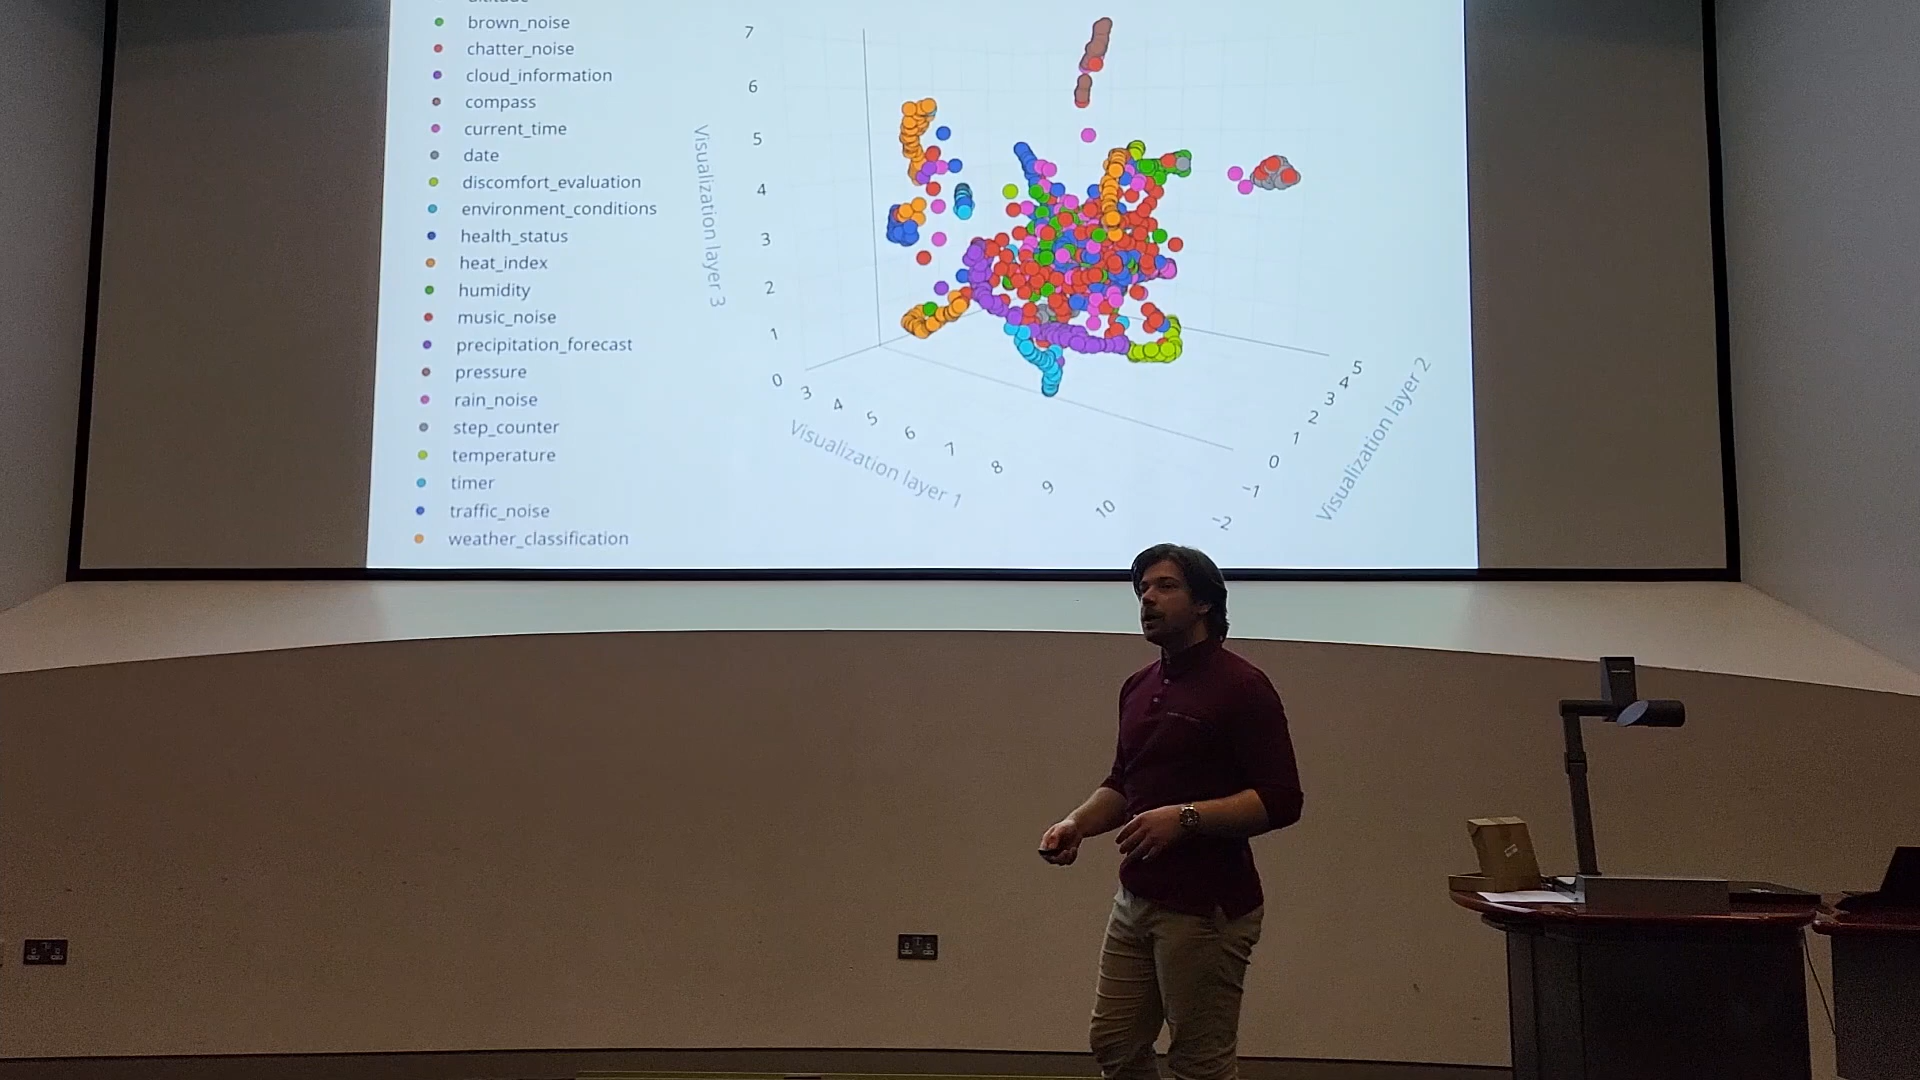 altitude
brown_noise
chatter_noise
cloud_information
compass
current_time
date
discomfort_evaluation
environment_conditions
health_status
heat_index
humidity
music_noise
precipitation_forecast
pressure
rain_noise
step_counter
temperature
timer
traffic_noise
weather_classification
7
6
5
4
3
2
1
0
Visualization layer 3
3
4
5
6
7
8
9
10
Visualization layer 1
5
4
3
2
1
0
−1
−2
Visualization layer 2